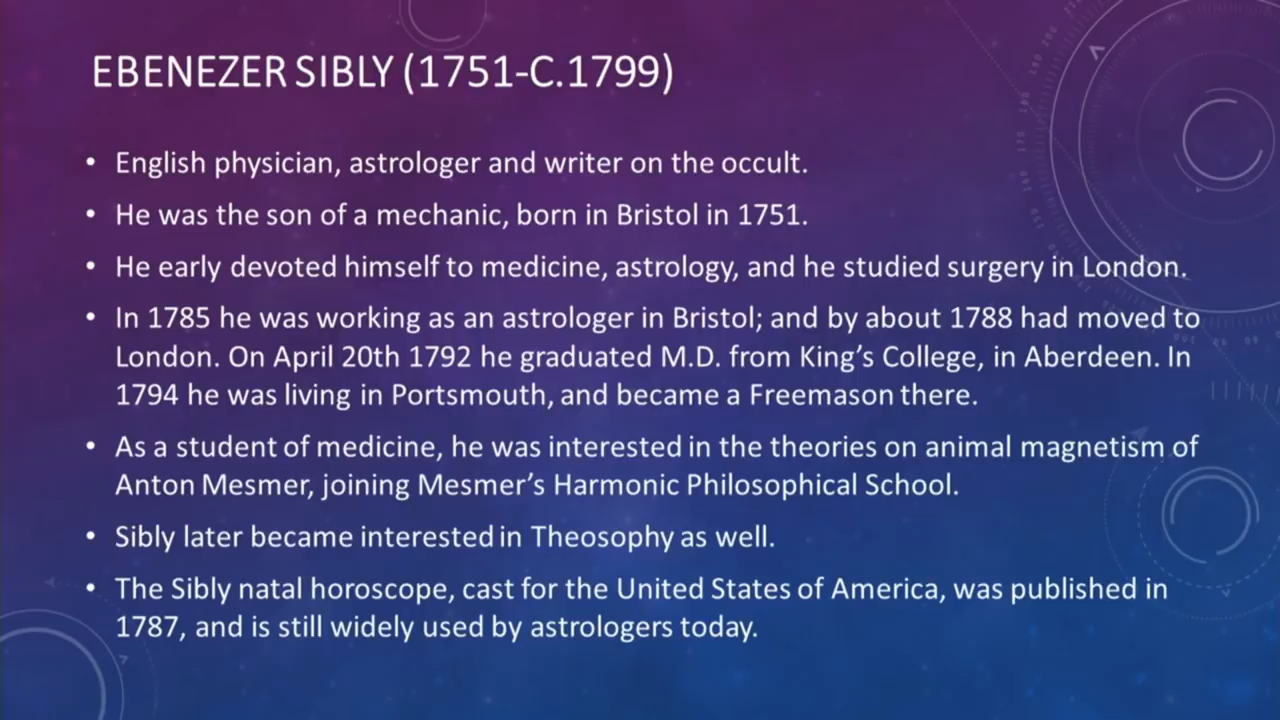 EBENEZER SIBLY (1751-C.1799)
• English physician, astrologer and writer on the occult.
• He was the son of a mechanic, born in Bristol in 1751.
• He early devoted himself to medicine, astrology, and he studied surgery in London.
• In 1785 he was working as an astrologer in Bristol; and by about 1788 had moved to
London. On April 20th 1792 he graduated M.D. from King's College, in Aberdeen. In
1794 he was living in Portsmouth, and became a Freemason there.
• As a student of medicine, he was interested in the theories on animal magnetism of
Anton Mesmer, joining Mesmer's Harmonic Philosophical School.
• Sibly later became interested in Theosophy as well.
• The Sibly natal horoscope, cast for the United States of America, was published in
1787, and is still widely used by astrologers today.